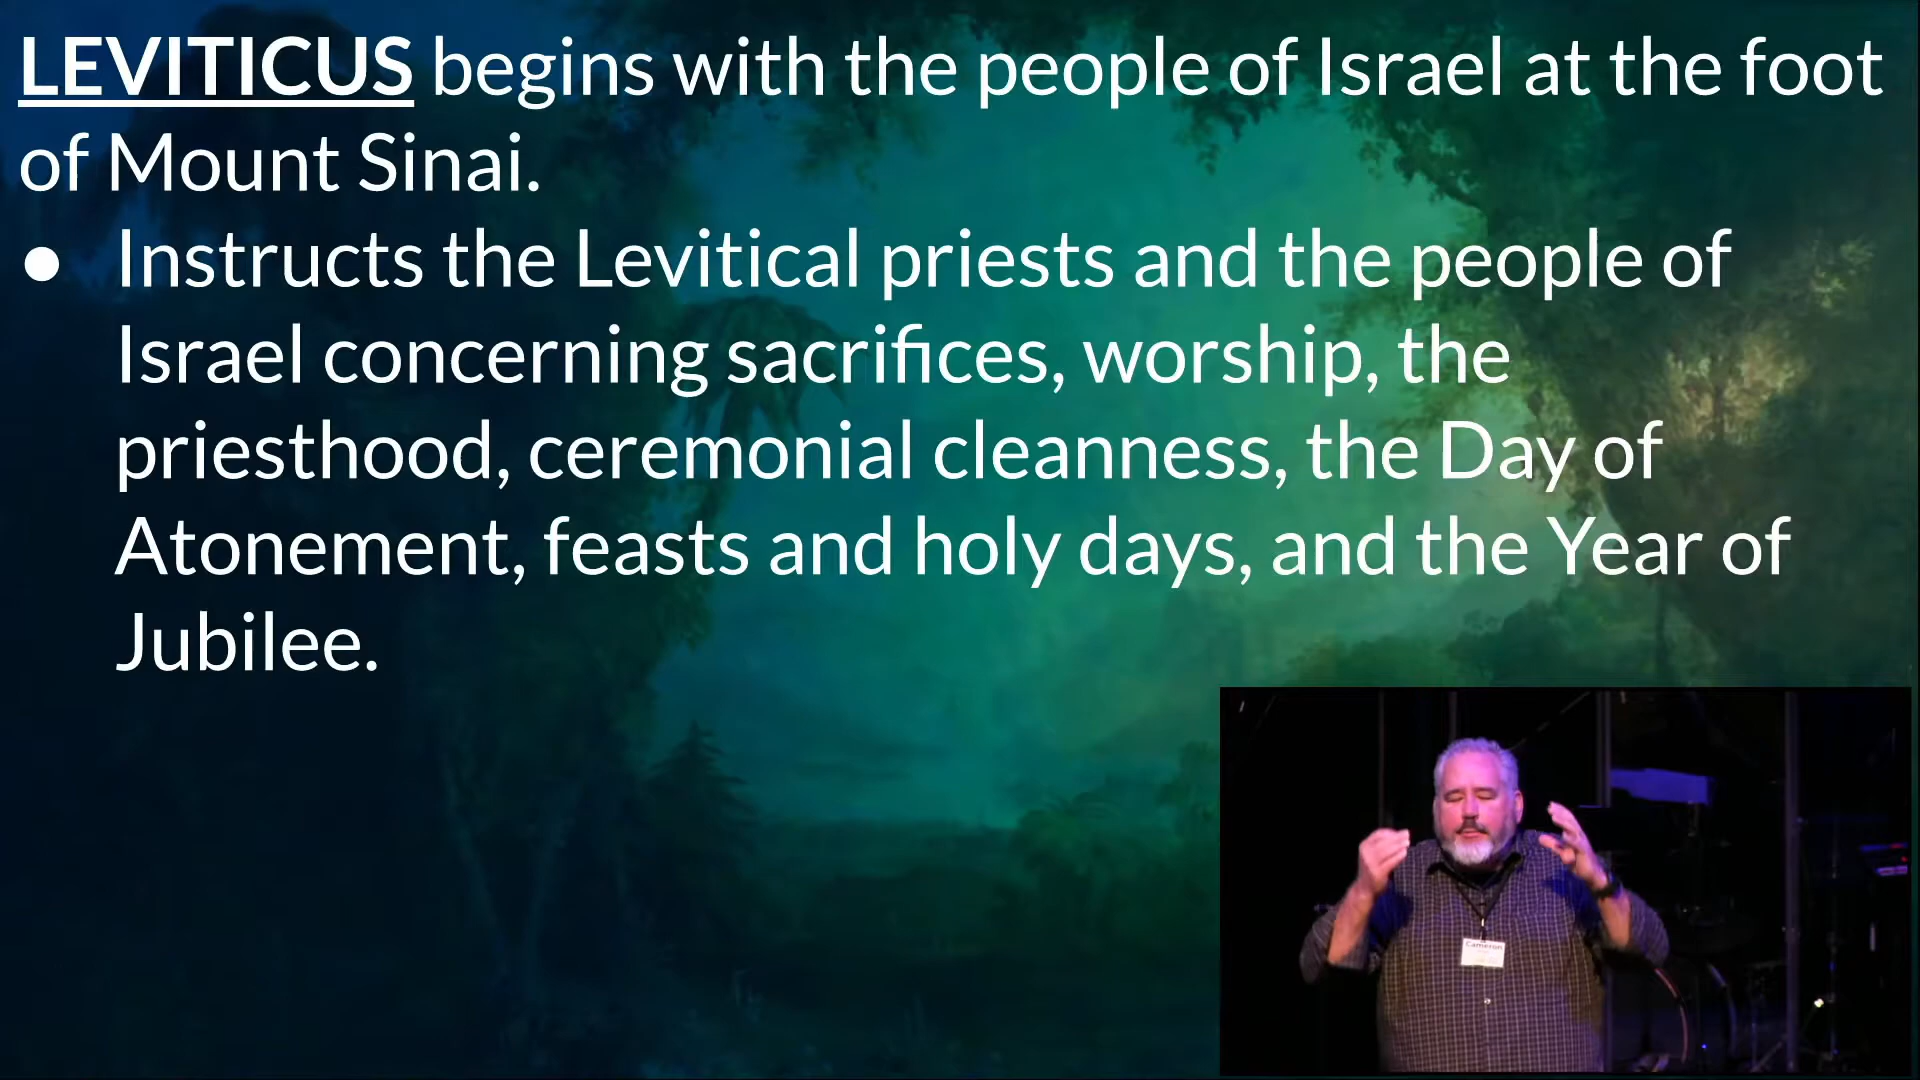 LEVITICUS begins with the people of Israel at the foot
of Mount Sinai.
● Instructs the Levitical priests and the people of
Israel concerning sacrifices, worship, the
priesthood, ceremonial cleanness, the Day of
Atonement, feasts and holy days, and the Year of
Jubilee.
Cameron